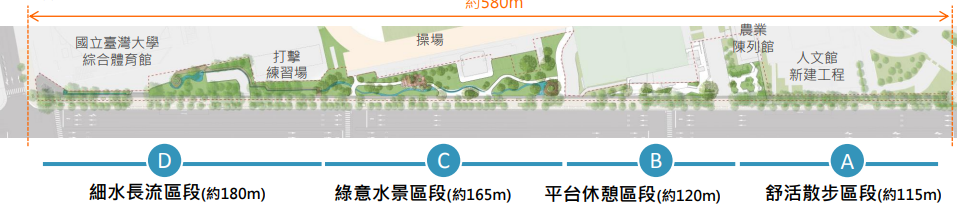 約580m
國立臺灣大學
綜合體育館
打擊
練習場
操場
農業
陳列館
人文館
新建工程
D
C
B
A
細水長流區段(約180m)
綠意水景區段(約165m)
平台休憩區段(約120m)
舒活散步區段(約115m)